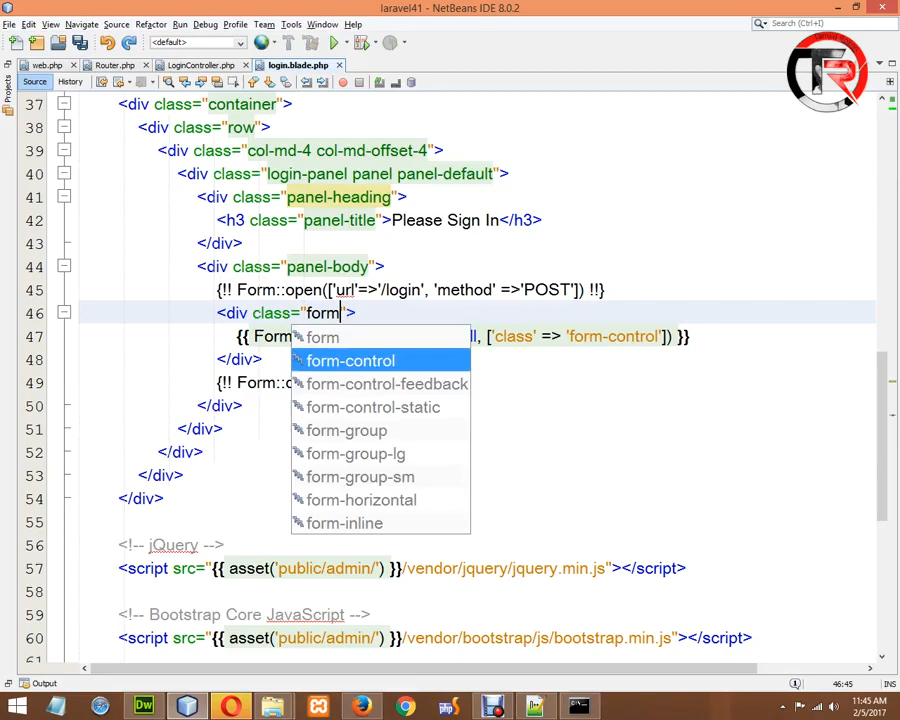 laravel41 - NetBeans IDE 8.0.2
File Edit View Navigate Source Refactor Run Debug Profile Team Tools Window Help
Search (Ctrl+I)
<default>
web.php Router.php LoginController.php login.blade.php
Source History
Projects
37 <div class="container">
38 <div class="row">
39 <div class="col-md-4 col-md-offset-4">
40 <div class="login-panel panel panel-default">
41 <div class="panel-heading">
42 <h3 class="panel-title">Please Sign In</h3>
43 </div>
44 <div class="panel-body">
45 {!! Form::open(['url'=>'/login', 'method' =>'POST']) !!}
46 <div class="form">
47 {{ Form ll, ['class' => 'form-control']) }}
48 </div>
49 {!! Form::c
50 </div>
51 </div>
52 </div>
53 </div>
54 </div>
55
56 <!-- jQuery -->
57 <script src="{{ asset('public/admin/') }}/vendor/jquery/jquery.min.js"></script>
58
59 <!-- Bootstrap Core JavaScript -->
60 <script src="{{ asset('public/admin/') }}/vendor/bootstrap/js/bootstrap.min.js"></script>
61
form
form-control
form-control-feedback
form-control-static
form-group
form-group-lg
form-group-sm
form-horizontal
form-inline
Output
46:45 INS
11:45 AM
2/5/2017